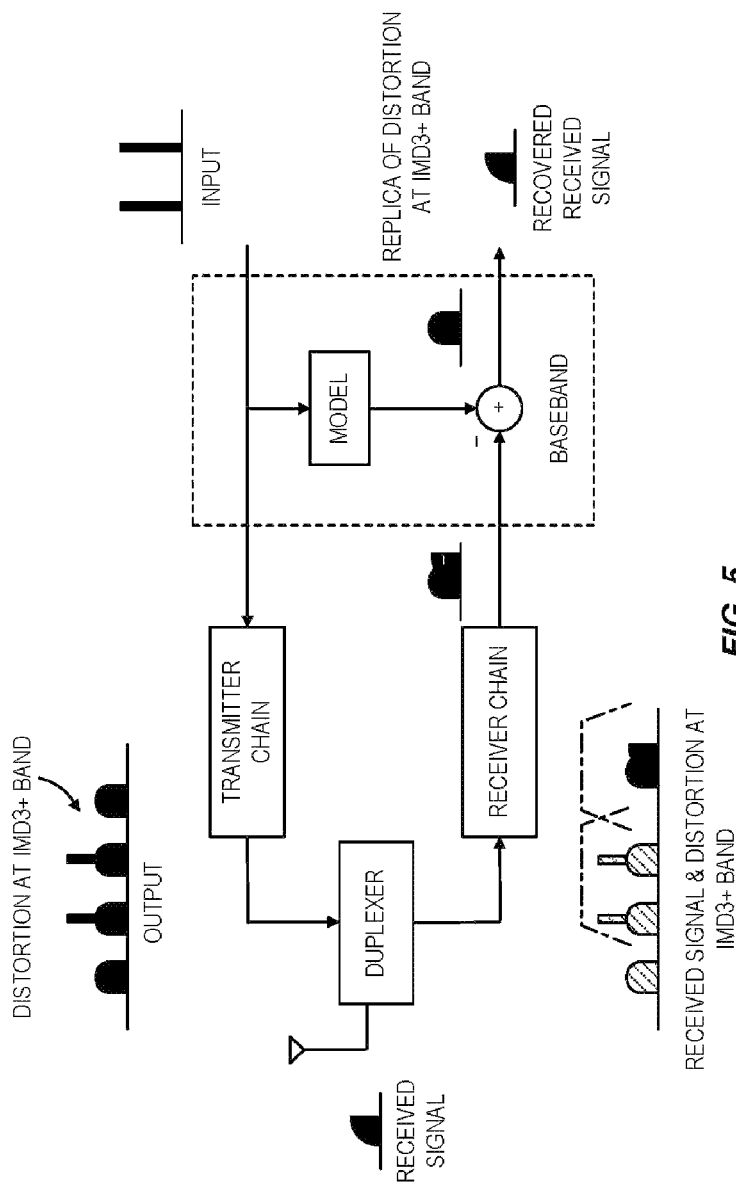 DISTORTION AT IMD3+ BAND
OUTPUT
INPUT
TRANSMITTER
CHAIN
MODEL
REPLICA OF DISTORTION
AT IMD3+ BAND
DUPLEXER
RECEIVED
SIGNAL
RECEIVER CHAIN
−
+
BASEBAND
RECOVERED
RECEIVED
SIGNAL
RECEIVED SIGNAL & DISTORTION AT
IMD3+ BAND
FIG. 5